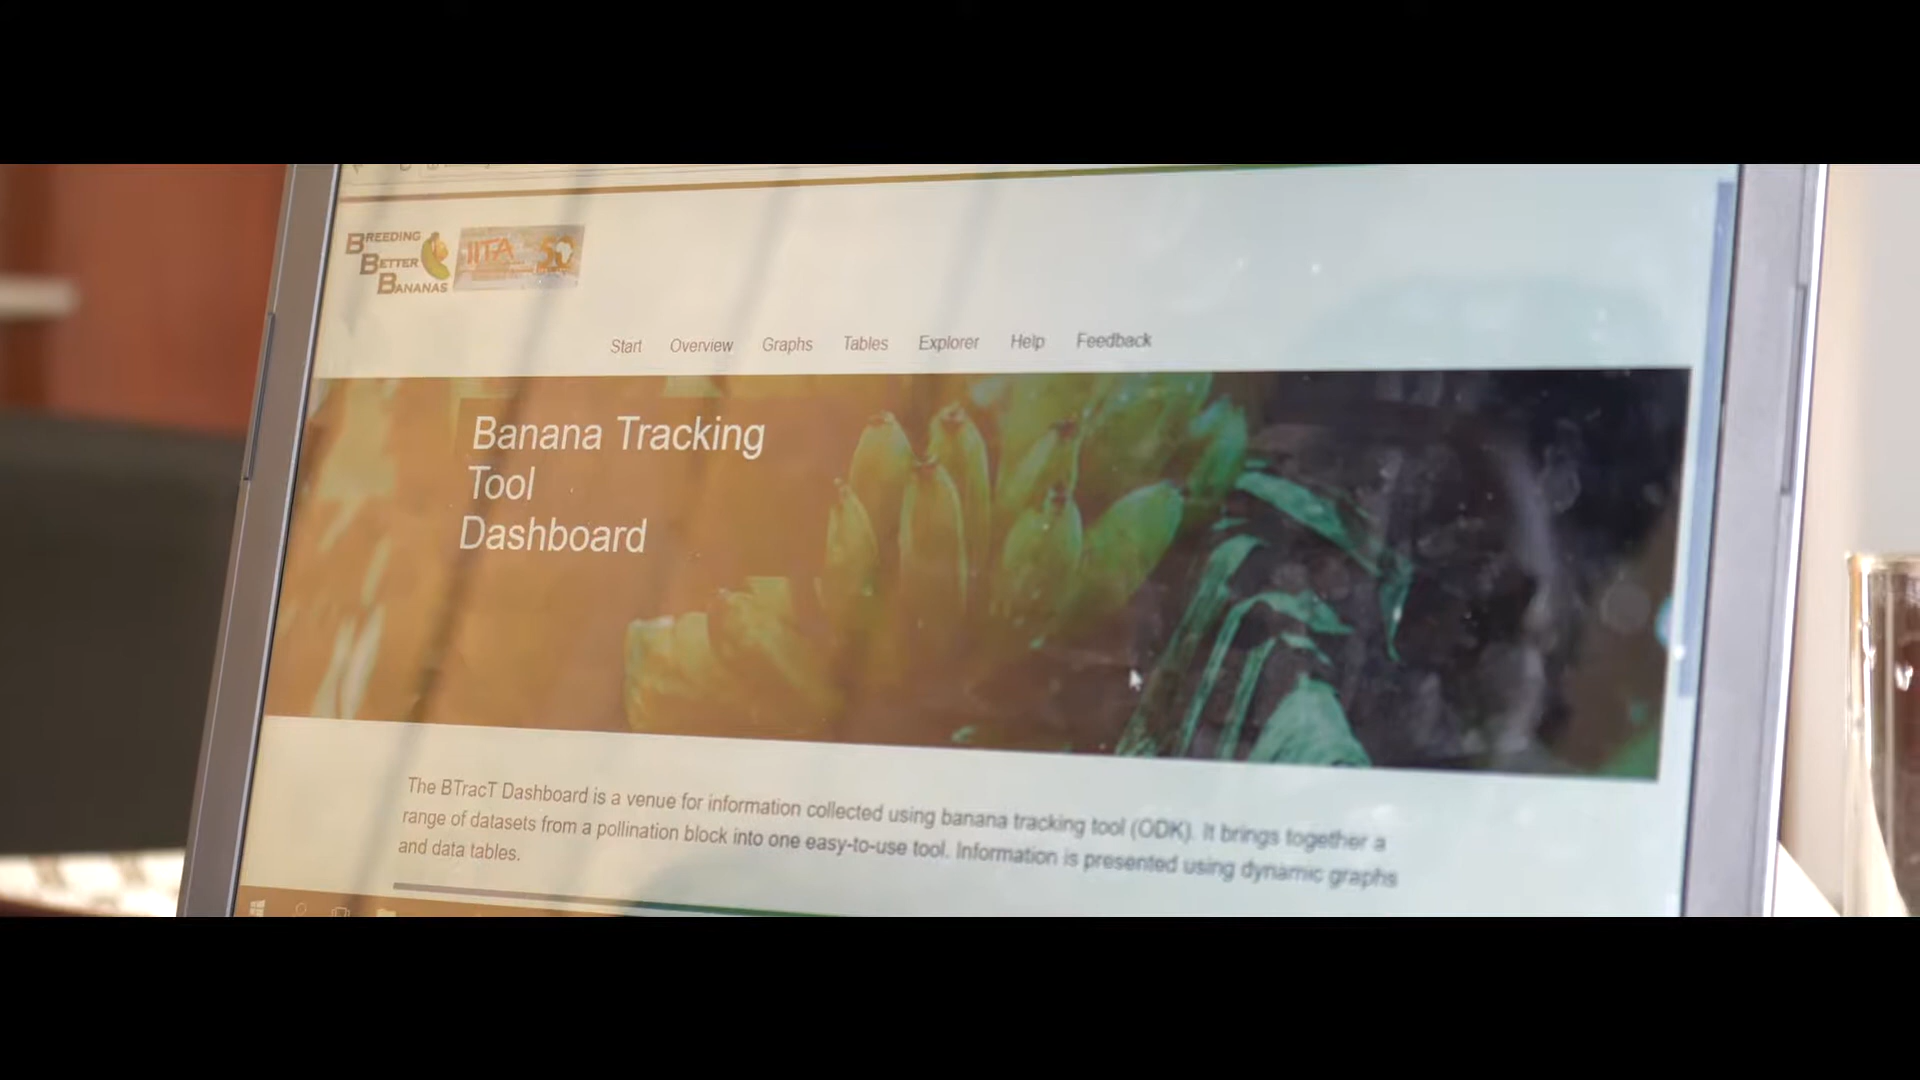 BREEDING
BETTER
BANANAS
IITA 50
Start Overview Graphs Tables Explorer Help Feedback
Banana Tracking
Tool
Dashboard
The BTracT Dashboard is a venue for information collected using banana tracking tool (ODK). It brings together a
range of datasets from a pollination block into one easy-to-use tool. Information is presented using dynamic graphs
and data tables.